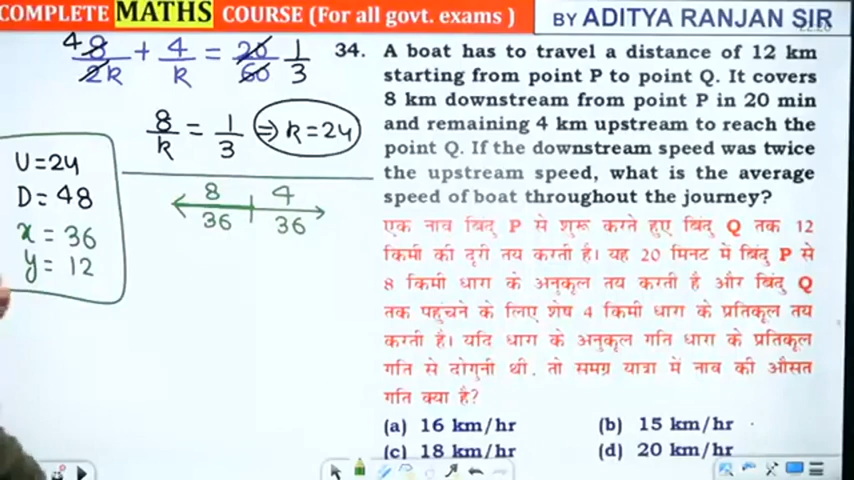 COMPLETE MATHS COURSE (For all govt. exams )
BY ADITYA RANJAN SIR
4 8/2k + 4/k = 20/60 1/3
8/k = 1/3 ⇒ k = 24
U = 24
D = 48
x = 36
y = 12
8 4
36 36
34. A boat has to travel a distance of 12 km
starting from point P to point Q. It covers
8 km downstream from point P in 20 min
and remaining 4 km upstream to reach the
point Q. If the downstream speed was twice
the upstream speed, what is the average
speed of boat throughout the journey?
एक नाव बिंदु P से शुरू करते हुए बिंदु Q तक 12
किमी की दूरी तय करती है। यह 20 मिनट में बिंदु P से
8 किमी धारा के अनुकूल तय करती है और बिंदु Q
तक पहुंचने के लिए शेष 4 किमी धारा के प्रतिकूल तय
करती है। यदि धारा के अनुकूल गति धारा के प्रतिकूल
गति से दोगुनी थी, तो समग्र यात्रा में नाव की औसत
गति क्या है?
(a) 16 km/hr (b) 15 km/hr
(c) 18 km/hr (d) 20 km/hr